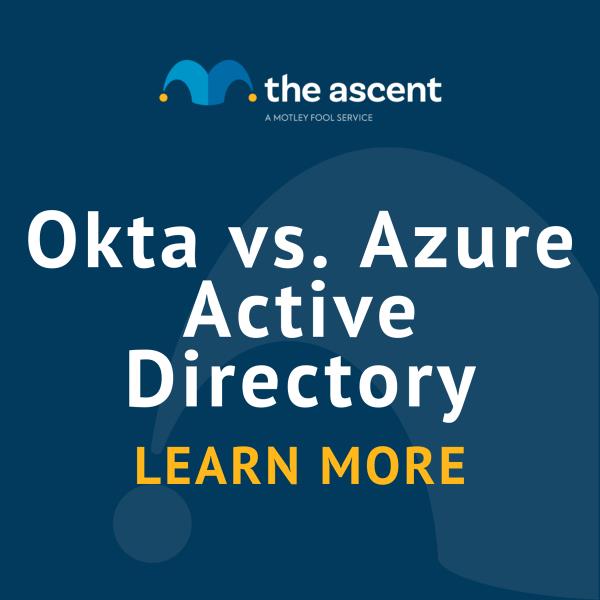 the ascent
A MOTLEY FOOL SERVICE
Okta vs. Azure
Active
Directory
LEARN MORE